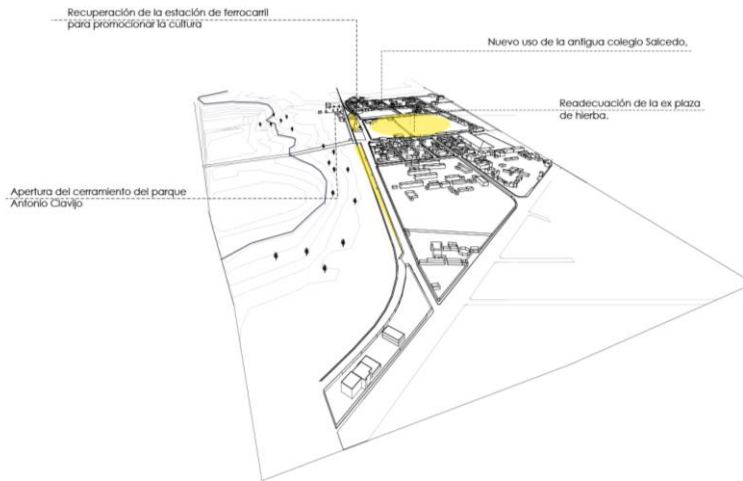 Recuperación de la estación de ferrocarril
para promocionar la cultura
Nuevo uso de la antigua colegio Salcedo,
Readecuación de la ex plaza
de hierba.
Apertura del cerramiento del parque
Antonio Clavijo